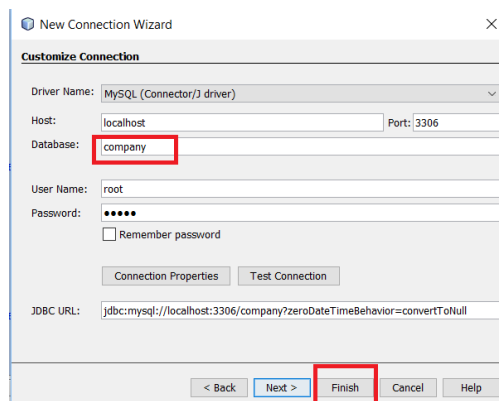 New Connection Wizard
Customize Connection
Driver Name: MySQL (Connector/J driver)
Host: localhost Port: 3306
Database: company
User Name: root
Password: •••••
Remember password
Connection Properties Test Connection
JDBC URL: jdbc:mysql://localhost:3306/company?zeroDateTimeBehavior=convertToNull
< Back Next > Finish Cancel Help